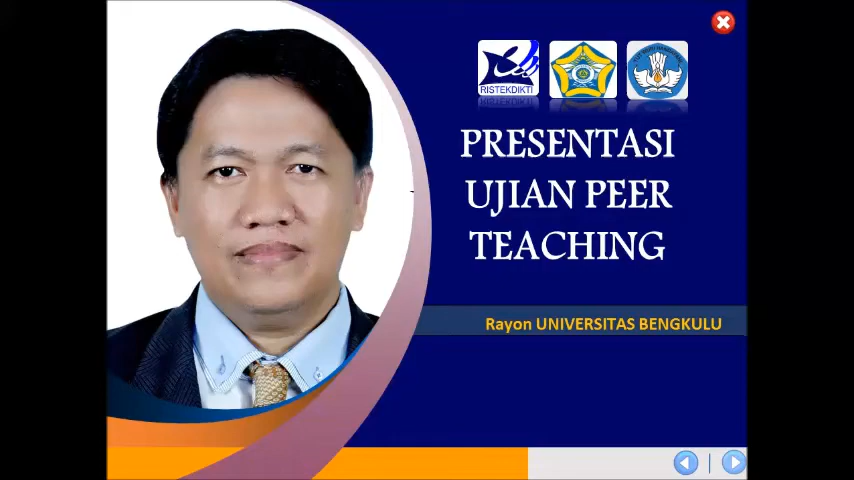 RISTEKDIKTI
PRESENTASI
UJIAN PEER
TEACHING
Rayon UNIVERSITAS BENGKULU